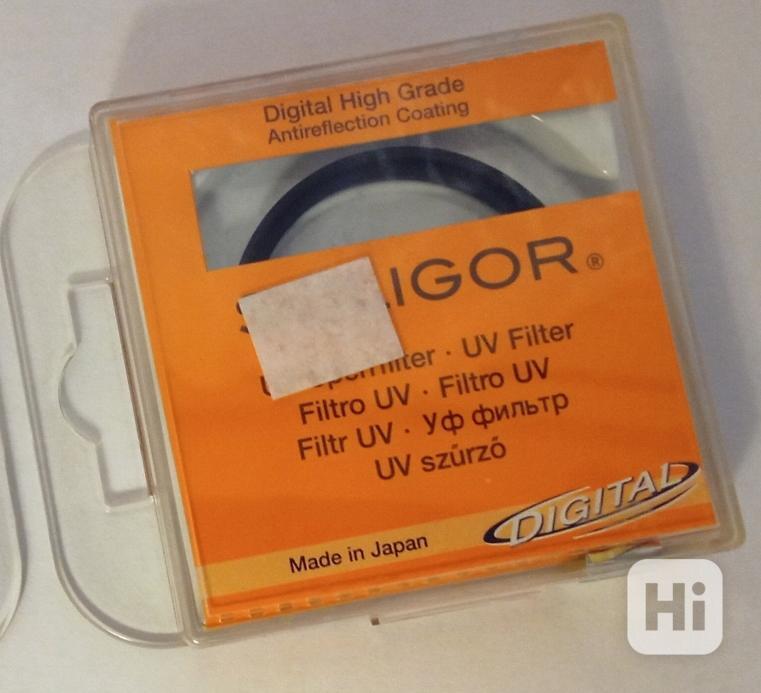 Digital High Grade
Antireflection Coating
IGOR®
UV Filter
Filtro UV · Filtro UV
Filtr UV · Уф фильтр
UV szűrző
DIGITAL
Made in Japan
Hi